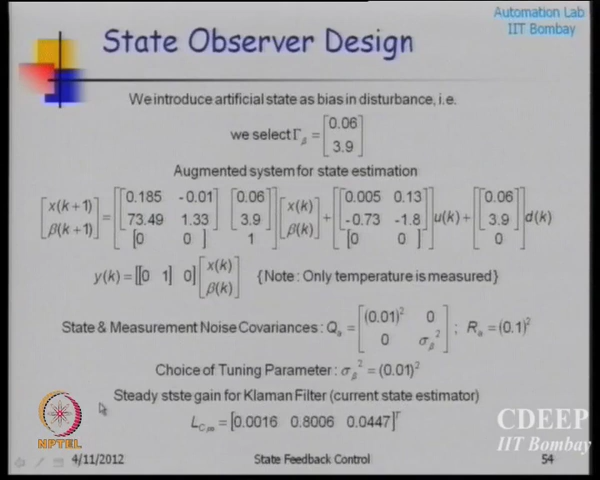 Automation Lab
IIT Bombay
State Observer Design
We introduce artificial state as bias in disturbance, i.e.
we select Γβ = [0.06 3.9]
Augmented system for state estimation
[x(k+1) β(k+1)] = [[0.185 -0.01 73.49 1.33] [0.06 3.9] [0 0] 1] [x(k) β(k)] + [[0.005 0.13 -0.73 -1.8] [0 0]] u(k) + [[0.06 3.9] 0] d(k)
y(k) = [[0 1] 0] [x(k) β(k)] {Note : Only temperature is measured}
State & Measurement Noise Covariances : Qa = [(0.01)² 0 0 σβ²] ; Ra = (0.1)²
Choice of Tuning Parameter : σβ² = (0.01)²
Steady stste gain for Klaman Filter (current state estimator)
LC,βa = [0.0016 0.8006 0.0447]ᵀ
NPTEL
CDEEP
IIT Bombay
4/11/2012
State Feedback Control
54